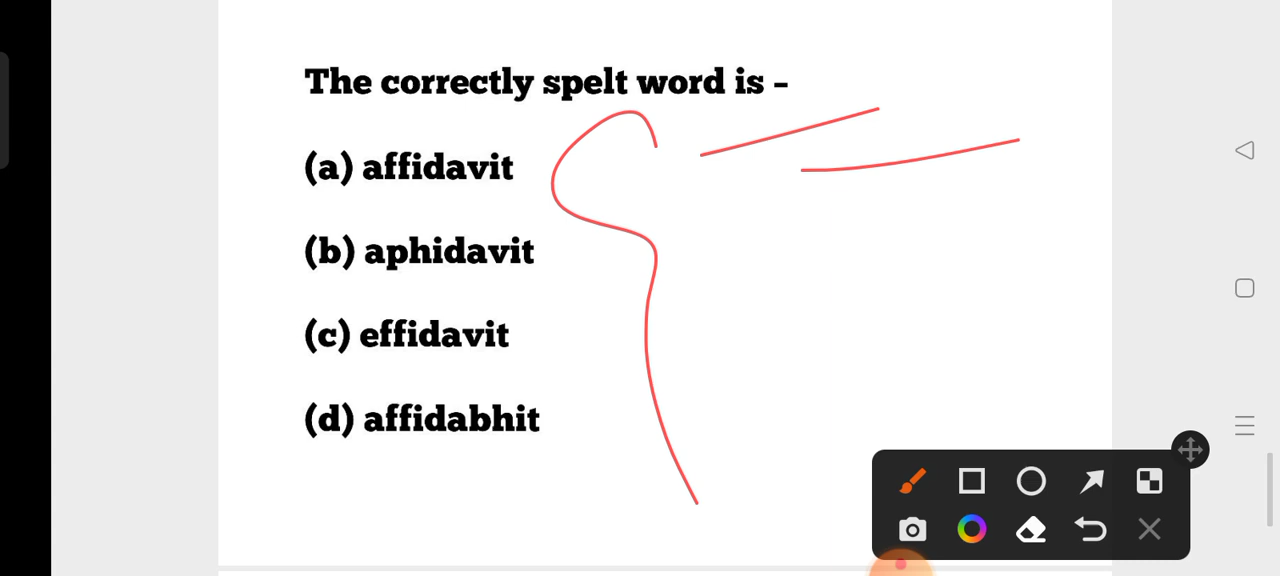 The correctly spelt word is –
(a) affidavit
(b) aphidavit
(c) effidavit
(d) affidabhit